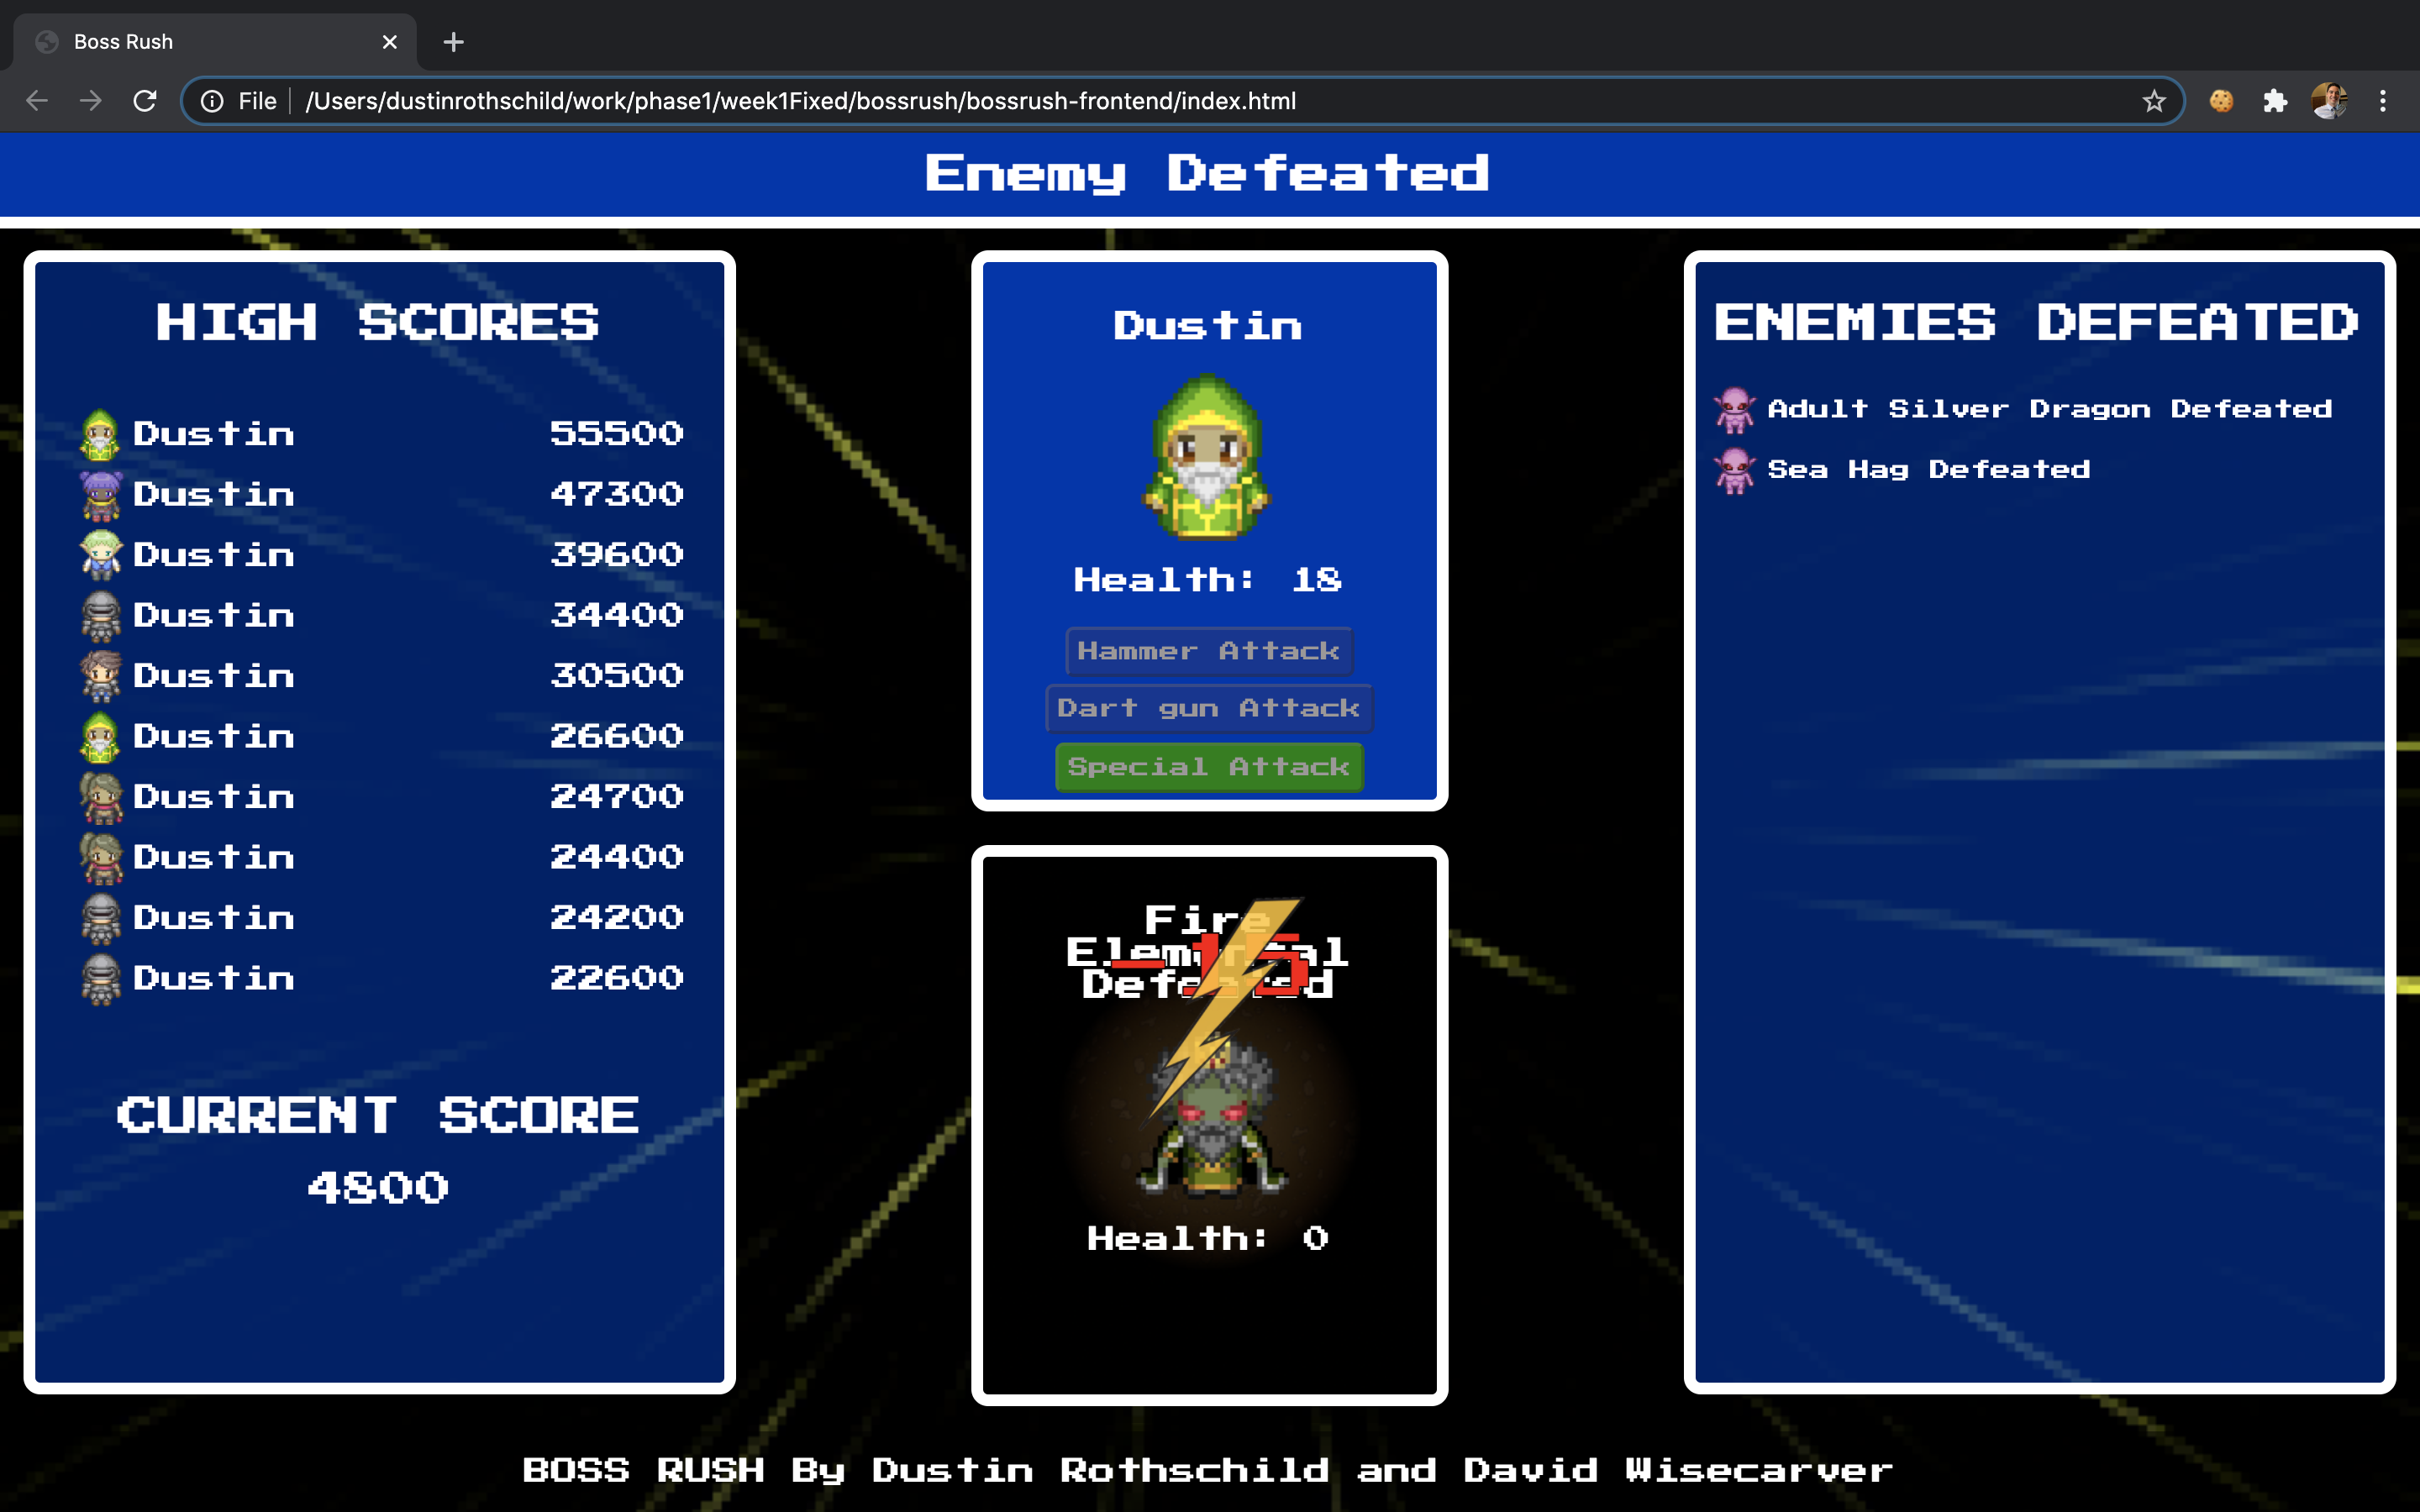 Boss Rush
File /Users/dustinrothschild/work/phase1/week1Fixed/bossrush/bossrush-frontend/index.html
Enemy Defeated
HIGH SCORES
Dustin 55500
Dustin 47300
Dustin 39600
Dustin 34400
Dustin 30500
Dustin 26600
Dustin 24700
Dustin 24400
Dustin 24200
Dustin 22600
CURRENT SCORE
4800
Dustin
Health: 18
Hammer Attack
Dart gun Attack
Special Attack
Fire
Elemental
Defeated
-15
Health: 0
ENEMIES DEFEATED
Adult Silver Dragon Defeated
Sea Hag Defeated
BOSS RUSH By Dustin Rothschild and David Wisecarver